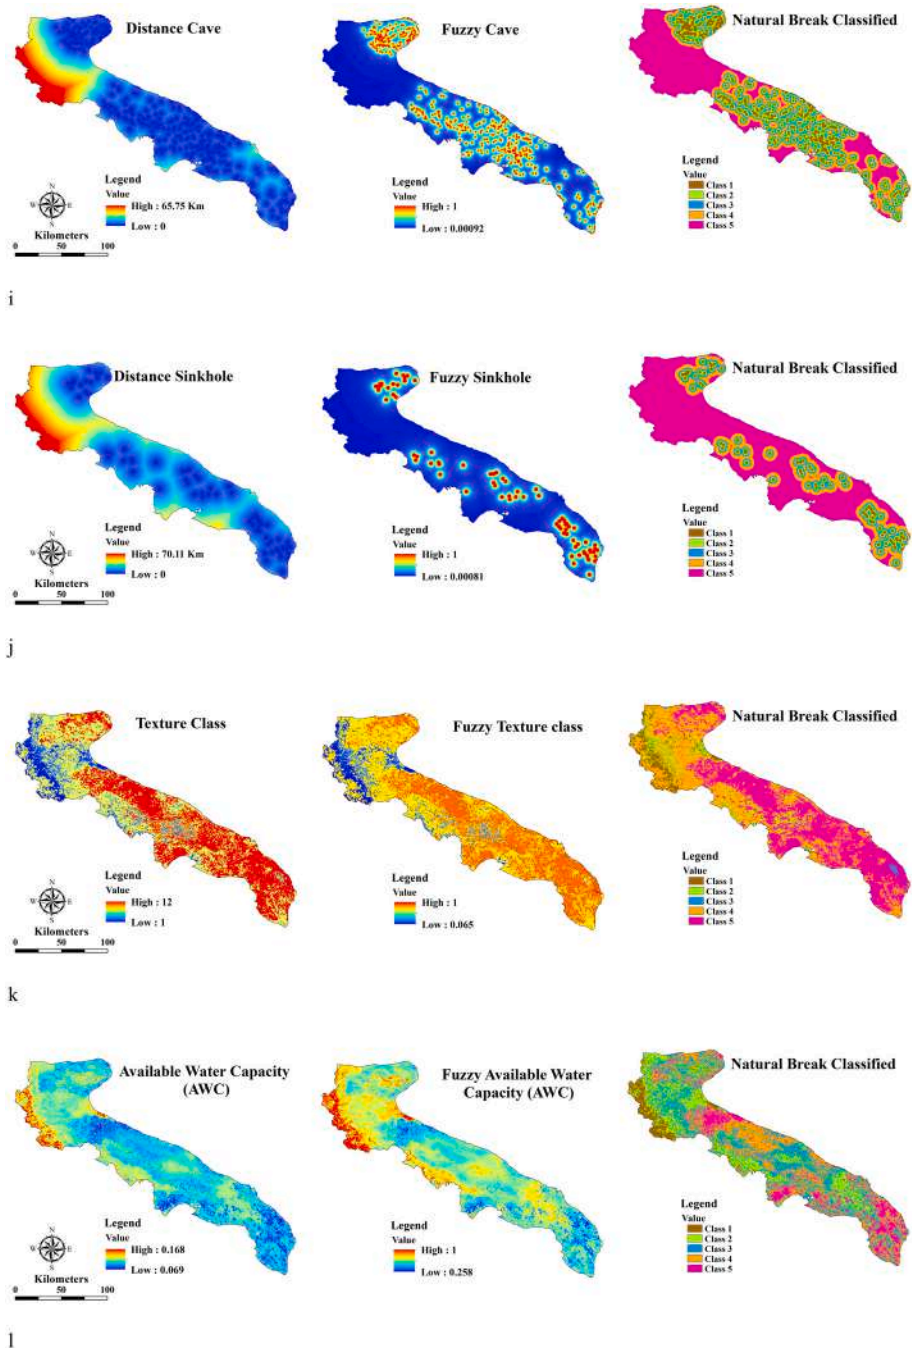 Distance Cave
Fuzzy Cave
Natural Break Classified
N
W E
S
Kilometers
0 50 100
Legend
Value
High : 65.75 Km
Low : 0
Legend
Value
High : 1
Low : 0.00092
Legend
Value
Class 1
Class 2
Class 3
Class 4
Class 5
i
Distance Sinkhole
Fuzzy Sinkhole
Natural Break Classified
N
W E
S
Kilometers
0 50 100
Legend
Value
High : 70.11 Km
Low : 0
Legend
Value
High : 1
Low : 0.00081
Legend
Value
Class 1
Class 2
Class 3
Class 4
Class 5
j
Texture Class
Fuzzy Texture class
Natural Break Classified
N
W E
S
Kilometers
0 50 100
Legend
Value
High : 12
Low : 1
Legend
Value
High : 1
Low : 0.065
Legend
Value
Class 1
Class 2
Class 3
Class 4
Class 5
k
Available Water Capacity
(AWC)
Fuzzy Available Water
Capacity (AWC)
Natural Break Classified
N
W E
S
Kilometers
0 50 100
Legend
Value
High : 0.168
Low : 0.069
Legend
Value
High : 1
Low : 0.258
Legend
Value
Class 1
Class 2
Class 3
Class 4
Class 5
l